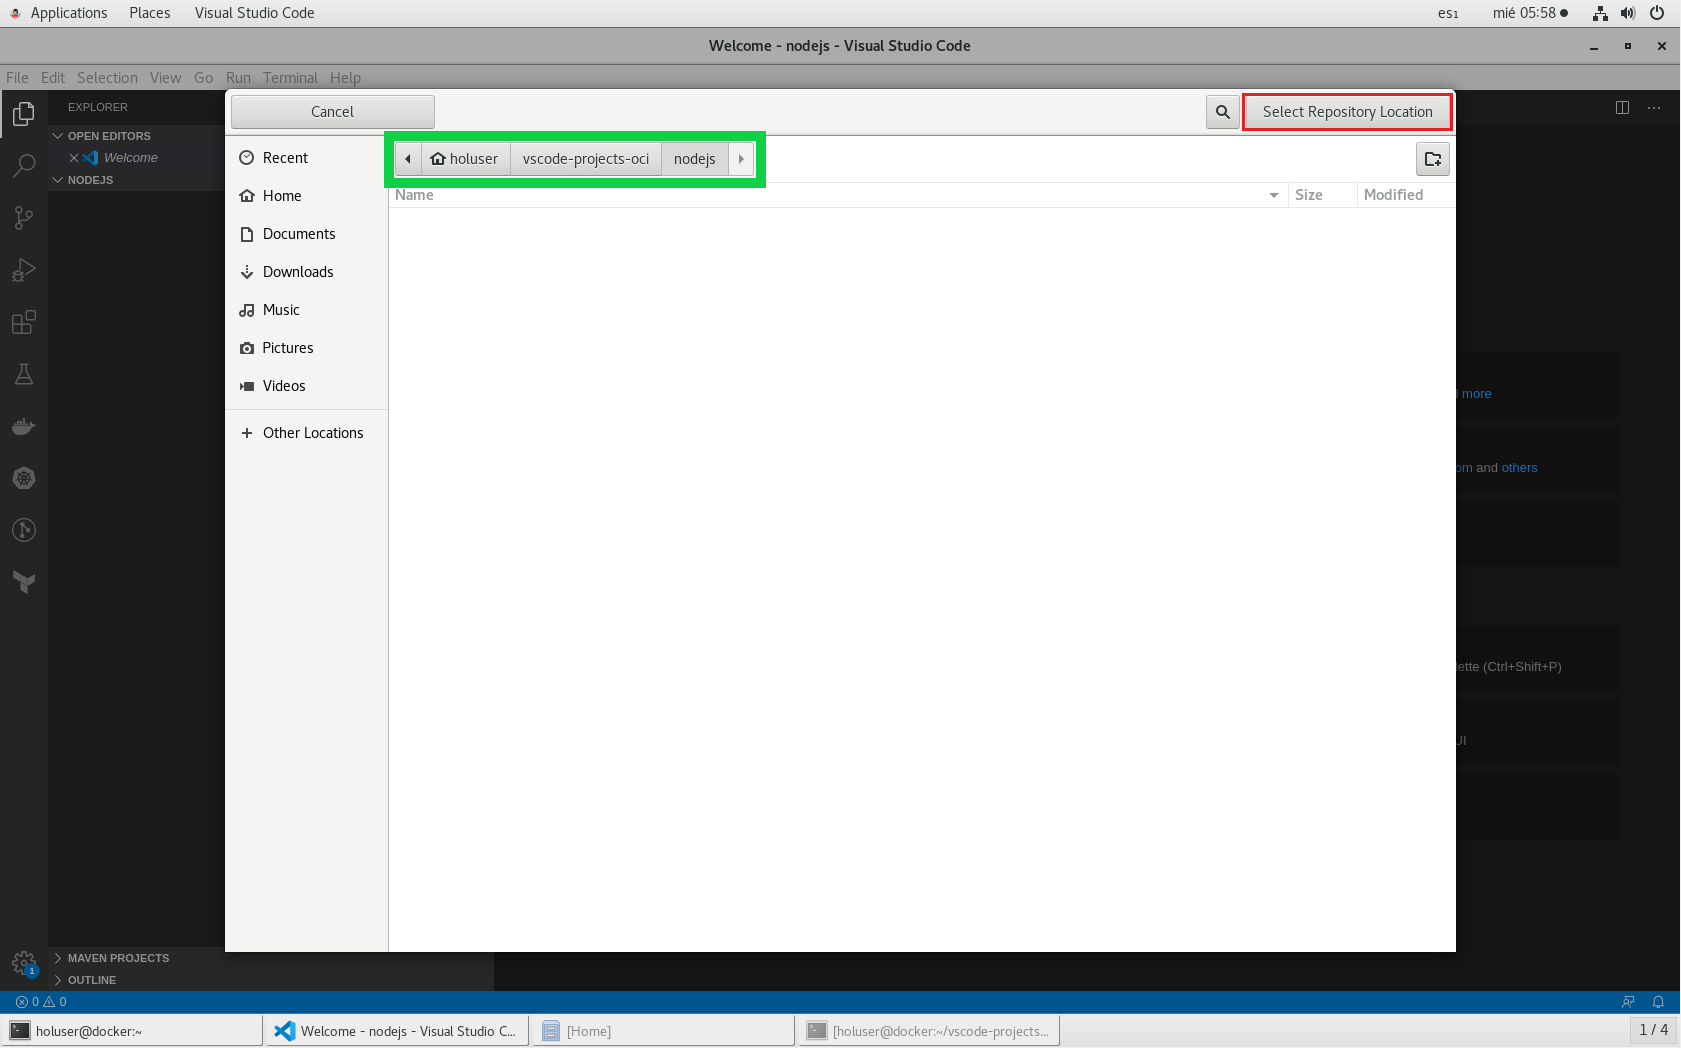 Applications Places Visual Studio Code es1 mié 05:58
Welcome - nodejs - Visual Studio Code
File Edit Selection View Go Run Terminal Help
EXPLORER
OPEN EDITORS
Welcome
NODEJS
Cancel
Select Repository Location
holuser vscode-projects-oci nodejs
Name Size Modified
Recent
Home
Documents
Downloads
Music
Pictures
Videos
Other Locations
more
om and others
lette (Ctrl+Shift+P)
UI
MAVEN PROJECTS
OUTLINE
1
0 0
holuser@docker:~
Welcome - nodejs - Visual Studio C...
[Home]
[holuser@docker:~/vscode-projects...
1 / 4